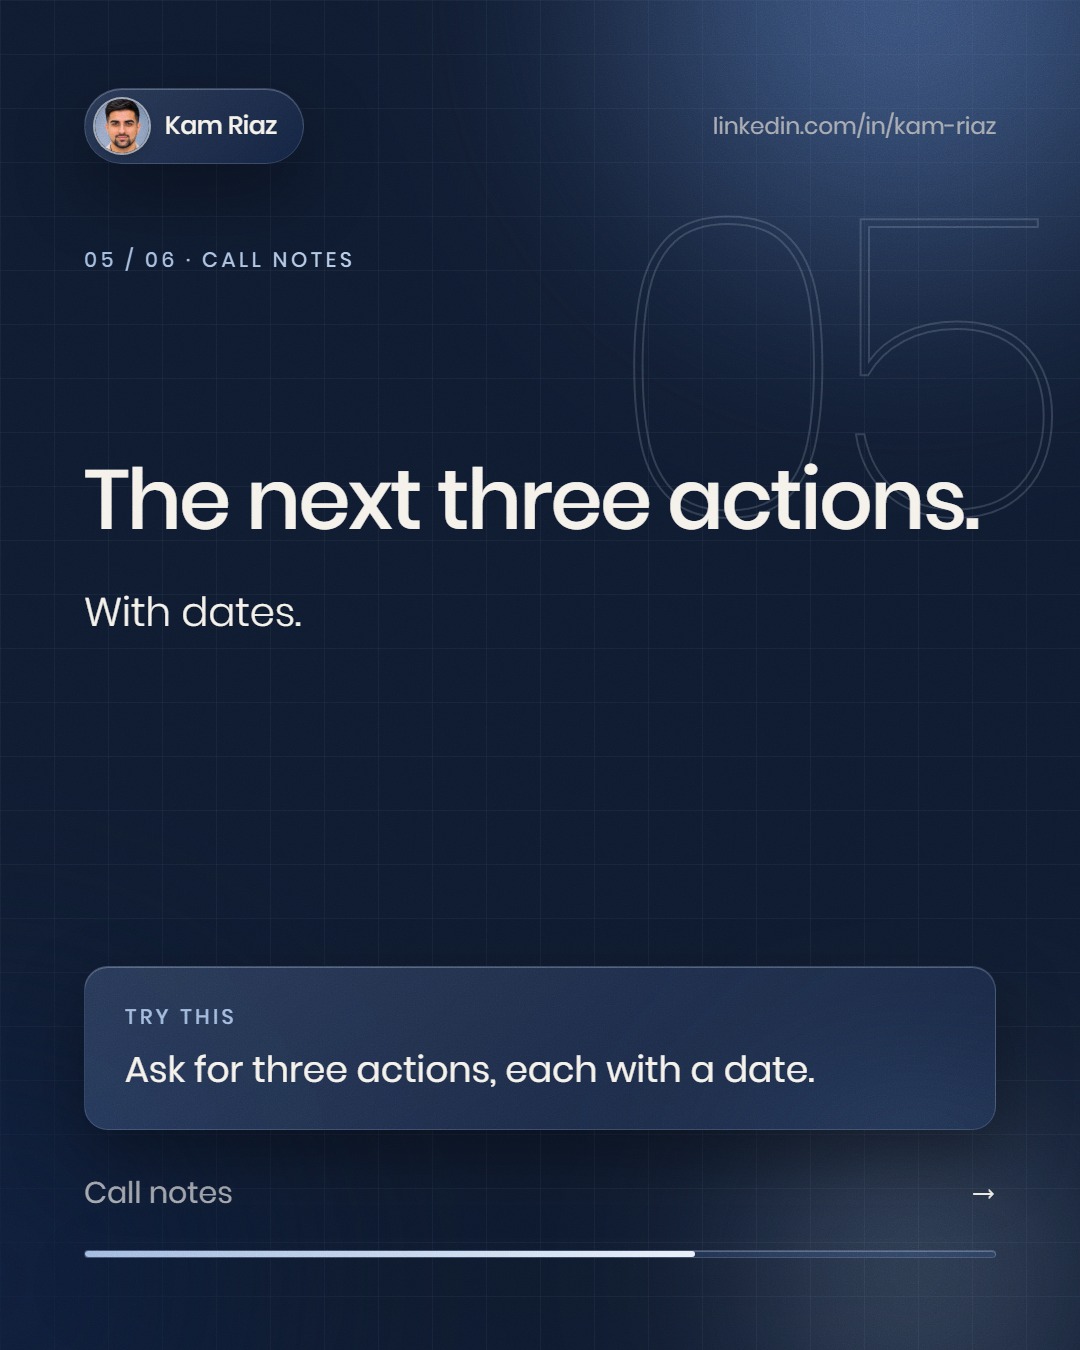 Kam Riaz
linkedin.com/in/kam-riaz
05 / 06 · CALL NOTES
05
The next three actions.
With dates.
TRY THIS
Ask for three actions, each with a date.
Call notes →